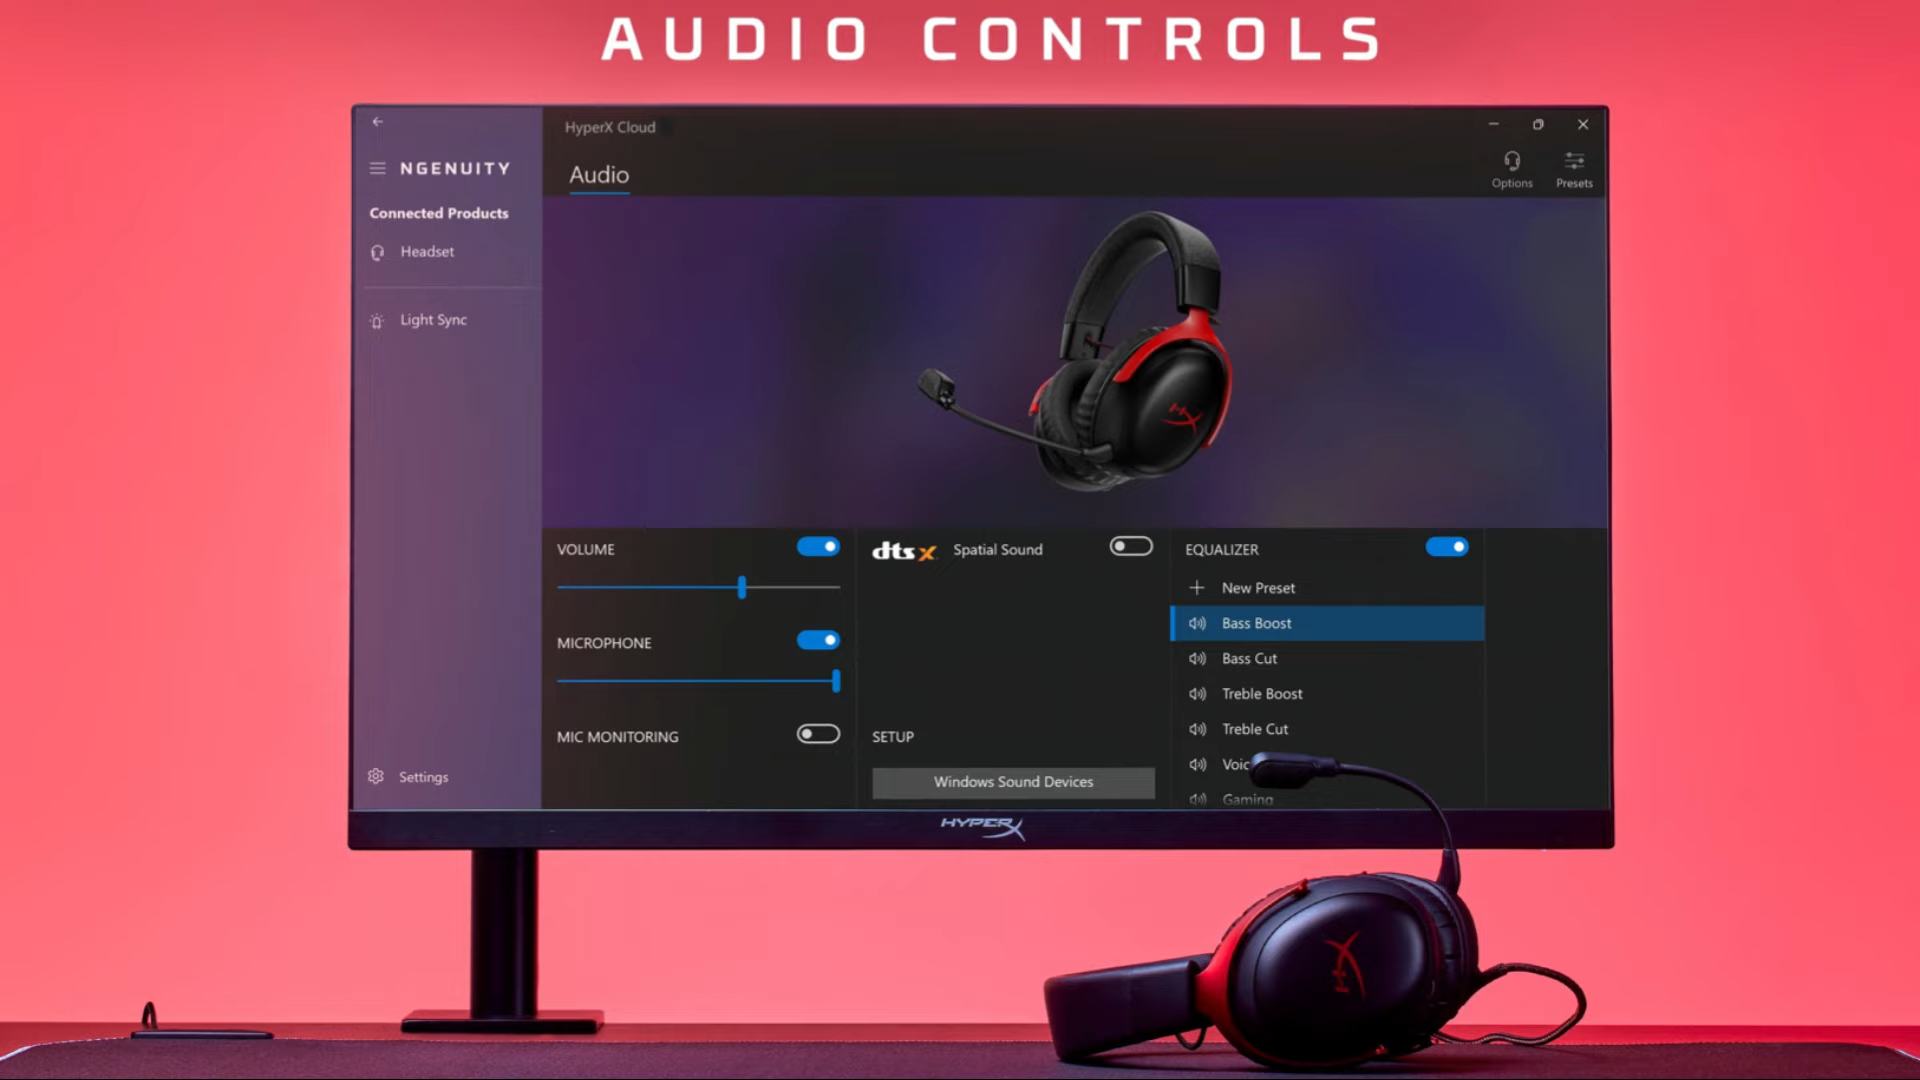 AUDIO CONTROLS
HyperX Cloud
NGENUITY
Audio
Options
Presets
Connected Products
Headset
Light Sync
Settings
VOLUME
MICROPHONE
MIC MONITORING
dts x Spatial Sound
SETUP
Windows Sound Devices
EQUALIZER
New Preset
Bass Boost
Bass Cut
Treble Boost
Treble Cut
Voic
Gaming
HYPERX
HX
HX